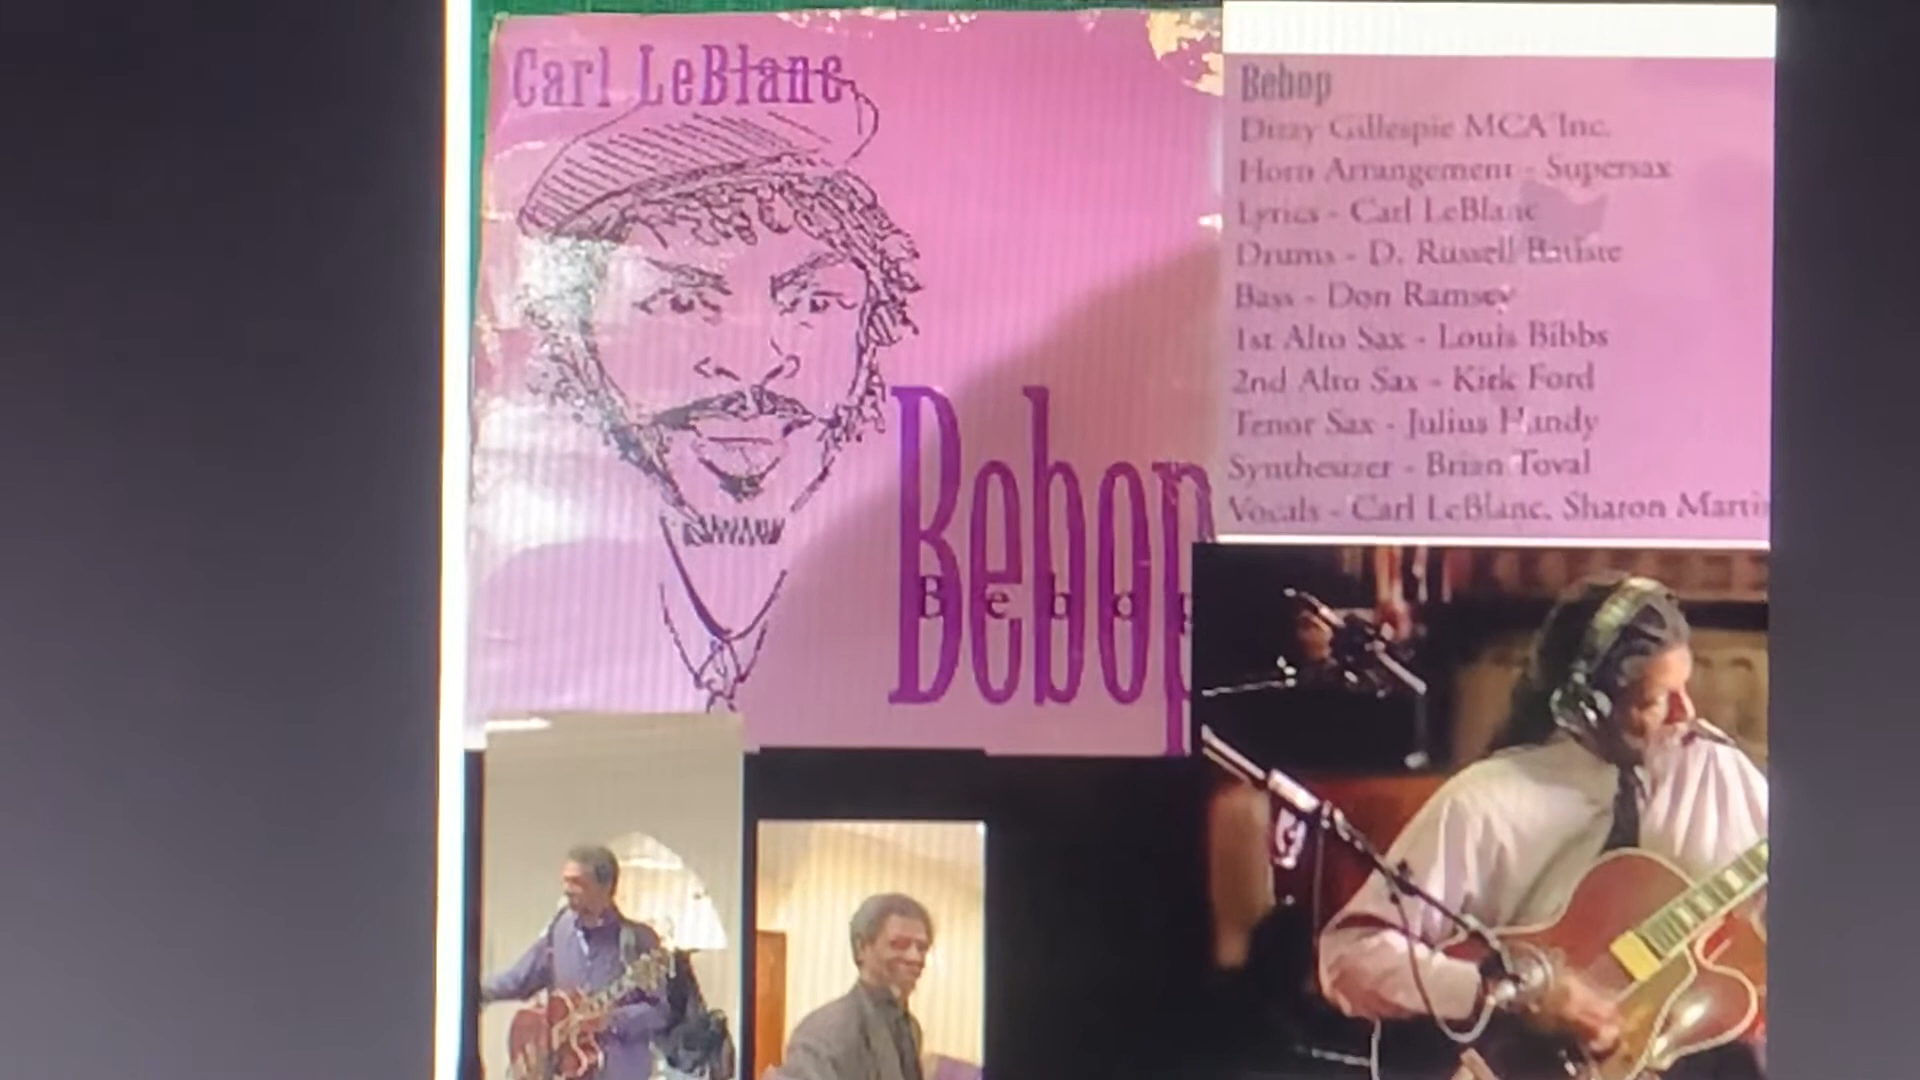 Carl LeBlanc
Bebop
Bebop
Bebop
Dizzy Gillespie MCA Inc.
Horn Arrangement - Supersax
Lyrics - Carl LeBlanc
Drums - D. Russell Batiste
Bass - Don Ramsey
1st Alto Sax - Louis Bibbs
2nd Alto Sax - Kirk Ford
Tenor Sax - Julius Handy
Synthesizer - Brian Toval
Vocals - Carl LeBlanc, Sharon Martin